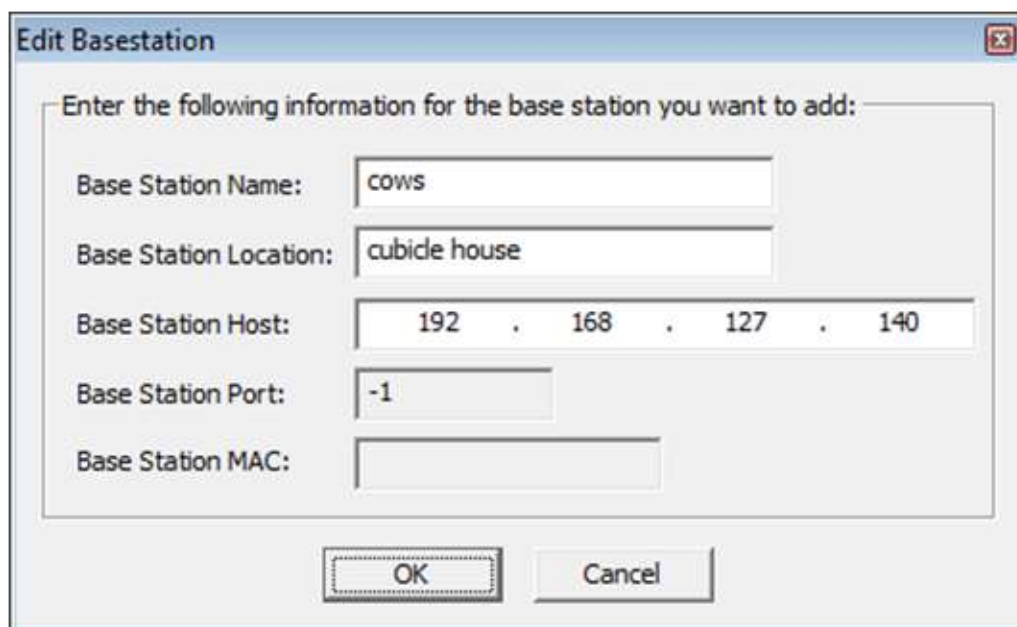 Edit Basestation
Enter the following information for the base station you want to add:
Base Station Name: cows
Base Station Location: cubicle house
Base Station Host: 192 . 168 . 127 . 140
Base Station Port: -1
Base Station MAC:
OK Cancel